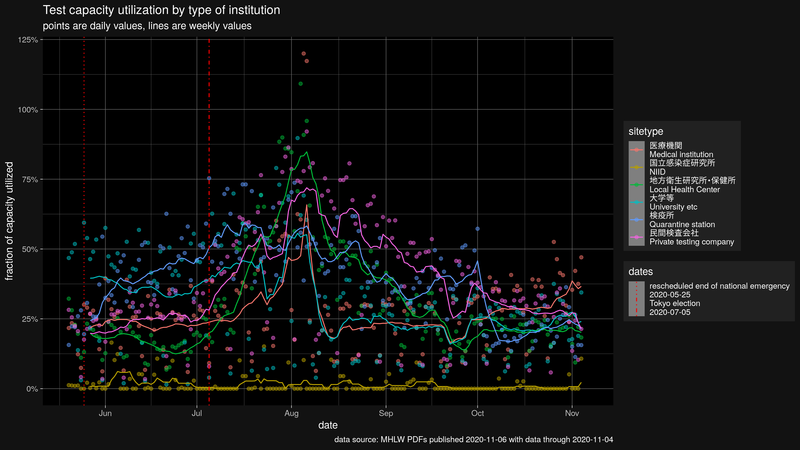 Test capacity utilization by type of institution
points are daily values, lines are weekly values
125%
100%
75%
50%
25%
0%
fraction of capacity utilized
Jun
Jul
Aug
Sep
Oct
Nov
date
sitetype
医療機関
Medical institution
国立感染症研究所
NIID
地方衛生研究所・保健所
Local Health Center
大学等
University etc
検疫所
Quarantine station
民間検査会社
Private testing company
dates
rescheduled end of national emergency
2020-05-25
Tokyo election
2020-07-05
data source: MHLW PDFs published 2020-11-06 with data through 2020-11-04